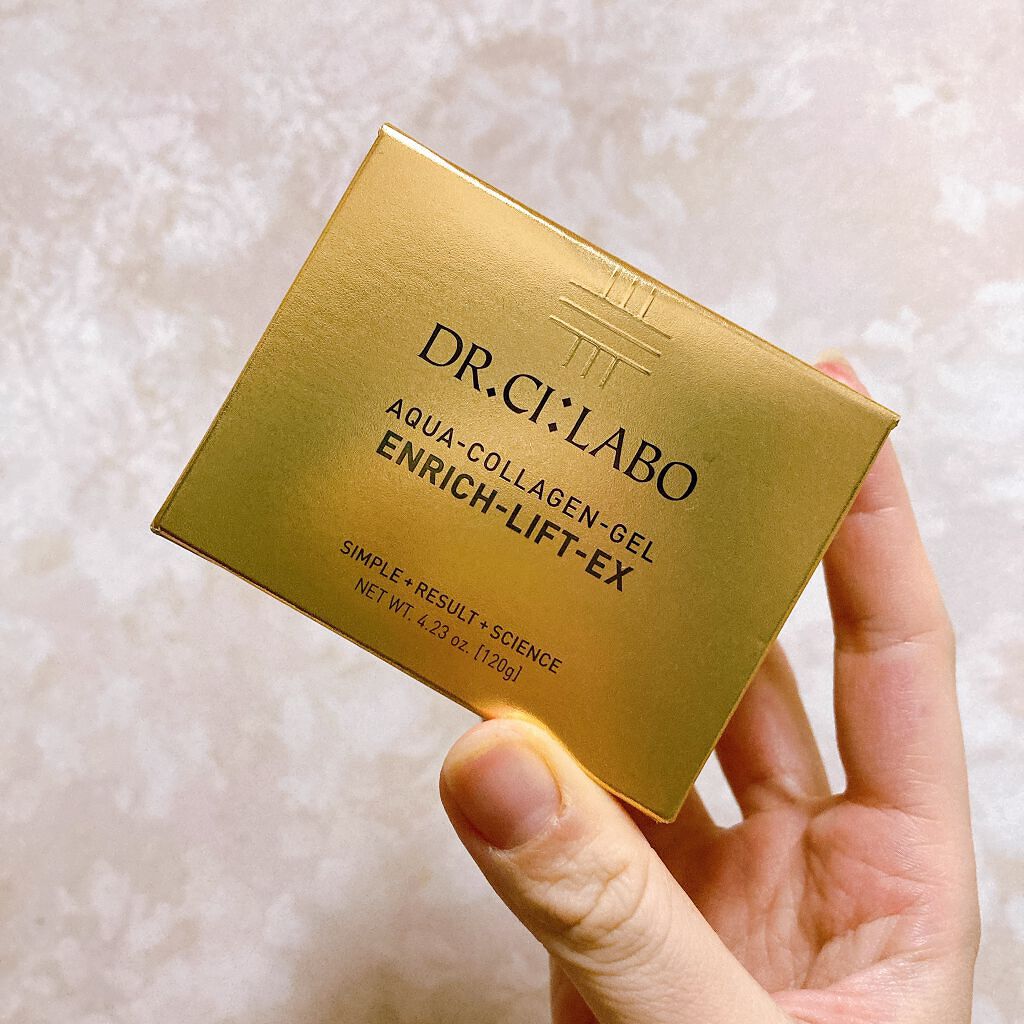 DR.CI:LABO
AQUA-COLLAGEN-GEL
ENRICH-LIFT-EX
SIMPLE + RESULT + SCIENCE
NET WT. 4.23 oz. [120g]